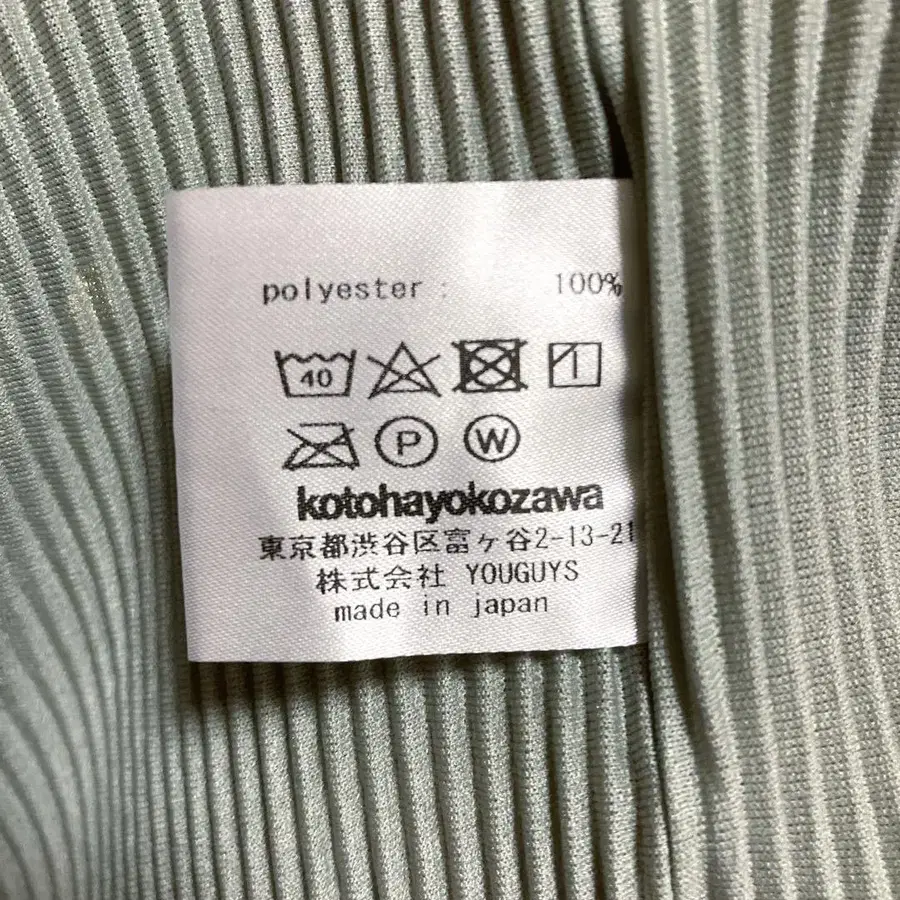 polyester : 100%
40
P W
kotohayokozawa
東京都渋谷区富ヶ谷2-13-21
株式会社 YOUGUYS
made in japan